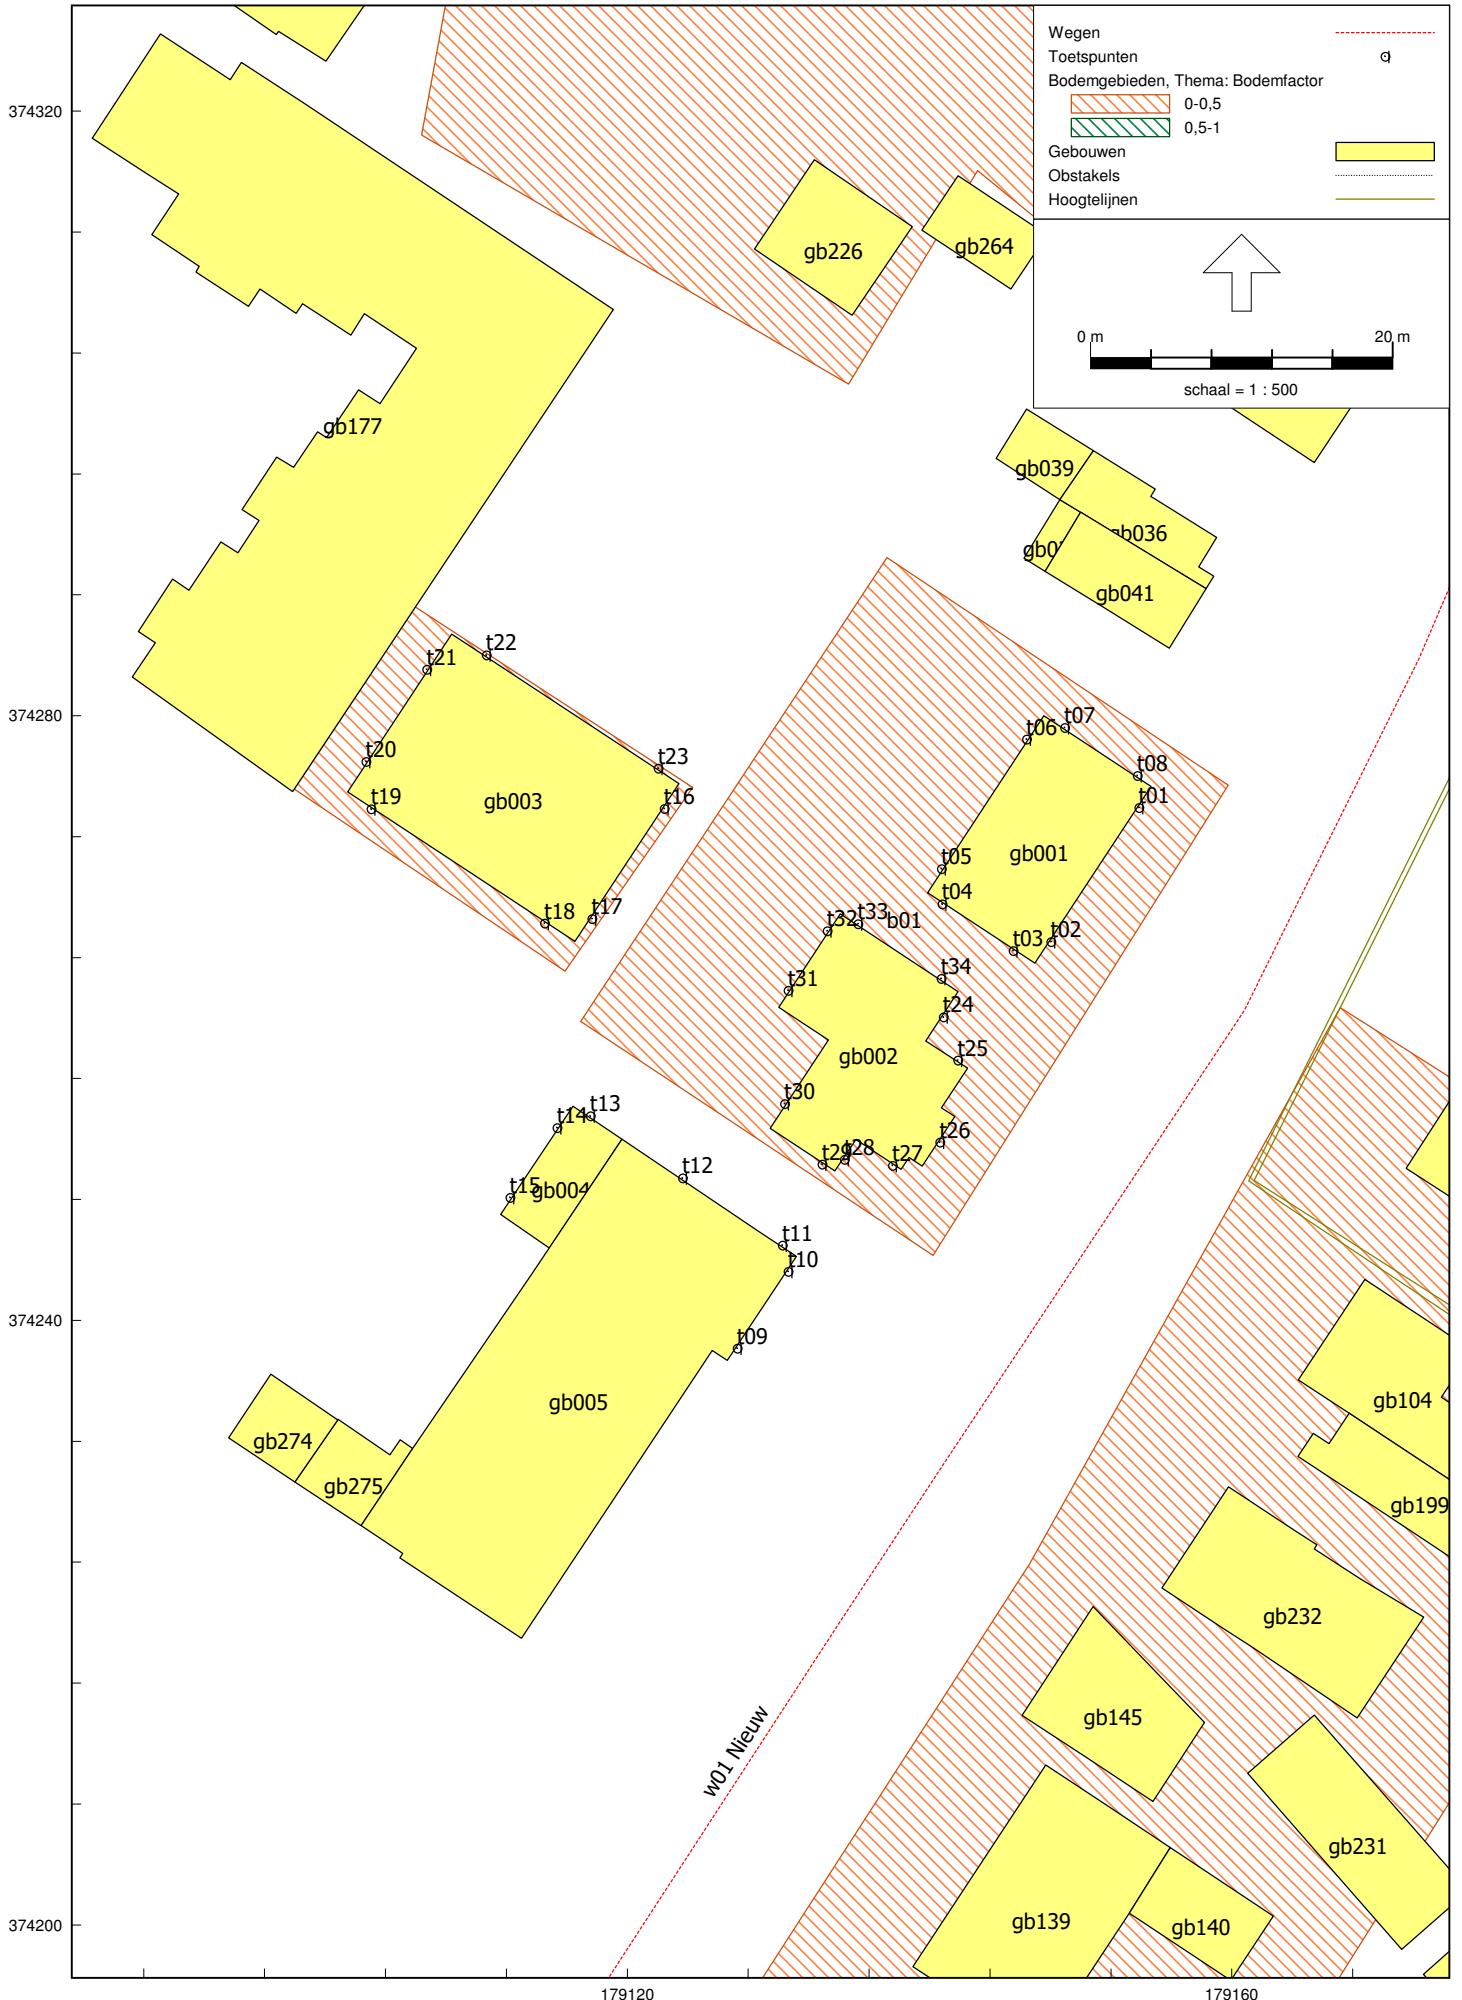 Wegen
Toetspunten
Bodemgebieden, Thema: Bodemfactor
0-0,5
0,5-1
Gebouwen
Obstakels
Hoogtelijnen
0 m 20 m
schaal = 1 : 500
374320
gb226
gb264
gb177
gb039
gb036
gb041
t22
t21
374280
t20
t23
t19
gb003
t16
t06
t07
t08
t01
gb001
t05
t04
t18
t17
t32
t33
b01
t03
t02
t31
t34
t24
gb002
t25
t30
t14
t13
t26
t29
t28
t27
t12
t15
gb004
t11
t10
374240
t09
gb005
gb104
gb274
gb275
gb199
gb232
gb145
w01 Nieuw
gb231
gb139
gb140
374200
179120
179160